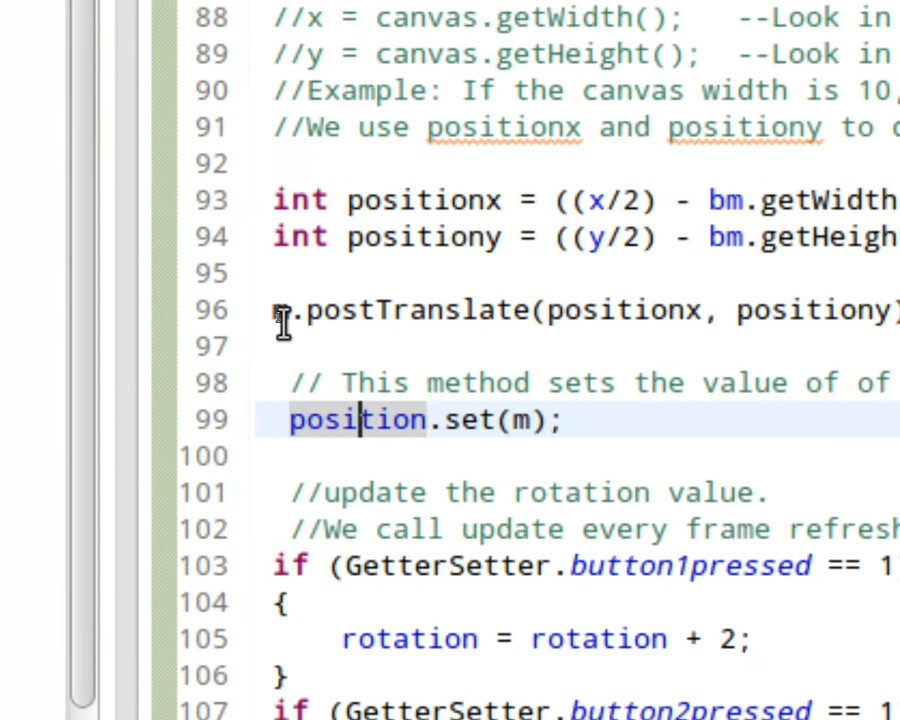 88 //x = canvas.getWidth();   --Look in
89 //y = canvas.getHeight();  --Look in
90 //Example: If the canvas width is 10,
91 //We use positionx and positiony to
92
93 int positionx = ((x/2) - bm.getWidth
94 int positiony = ((y/2) - bm.getHeigh
95
96 m.postTranslate(positionx, positiony)
97
98 // This method sets the value of of
99 position.set(m);
100
101 //update the rotation value.
102 //We call update every frame refresh
103 if (GetterSetter.button1pressed == 1)
104 {
105     rotation = rotation + 2;
106 }
107 if (GetterSetter.button2pressed == 1